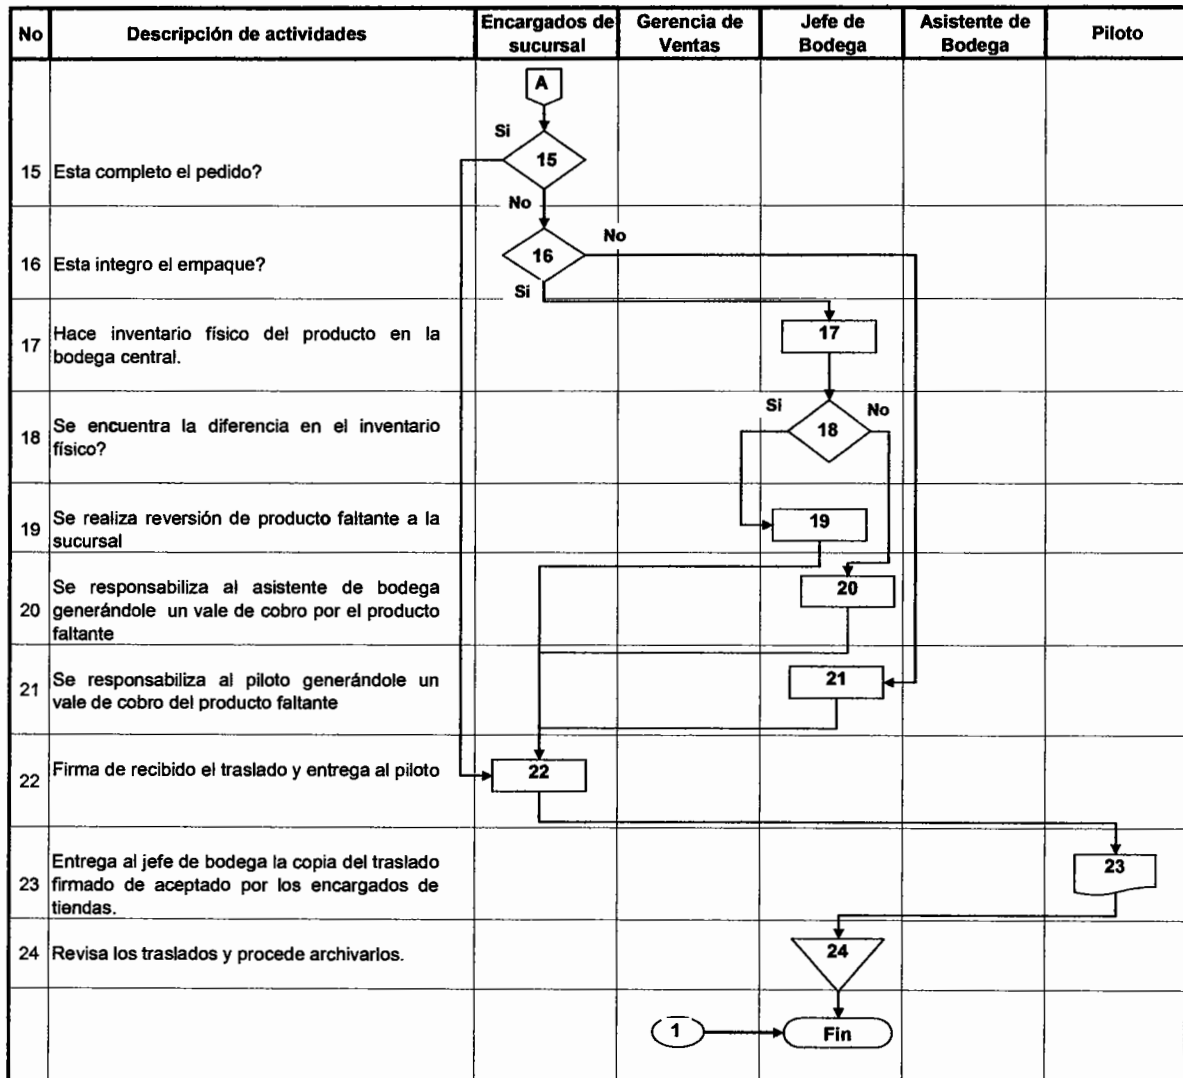 No
Descripción de actividades
Encargados de
sucursal
Gerencia de
Ventas
Jefe de
Bodega
Asistente de
Bodega
Piloto
A
Si
15
15 Esta completo el pedido?
No
No
16
16 Esta integro el empaque?
Si
17 Hace inventario físico del producto en la
bodega central.
17
Si
No
18
18 Se encuentra la diferencia en el inventario
físico?
19 Se realiza reversión de producto faltante a la
sucursal
19
20 Se responsabiliza al asistente de bodega
generándole un vale de cobro por el producto
faltante
20
21 Se responsabiliza al piloto generándole un
vale de cobro del producto faltante
21
22 Firma de recibido el traslado y entrega al piloto
22
23 Entrega al jefe de bodega la copia del traslado
firmado de aceptado por los encargados de
tiendas.
23
24 Revisa los traslados y procede archivarlos.
24
1
Fin